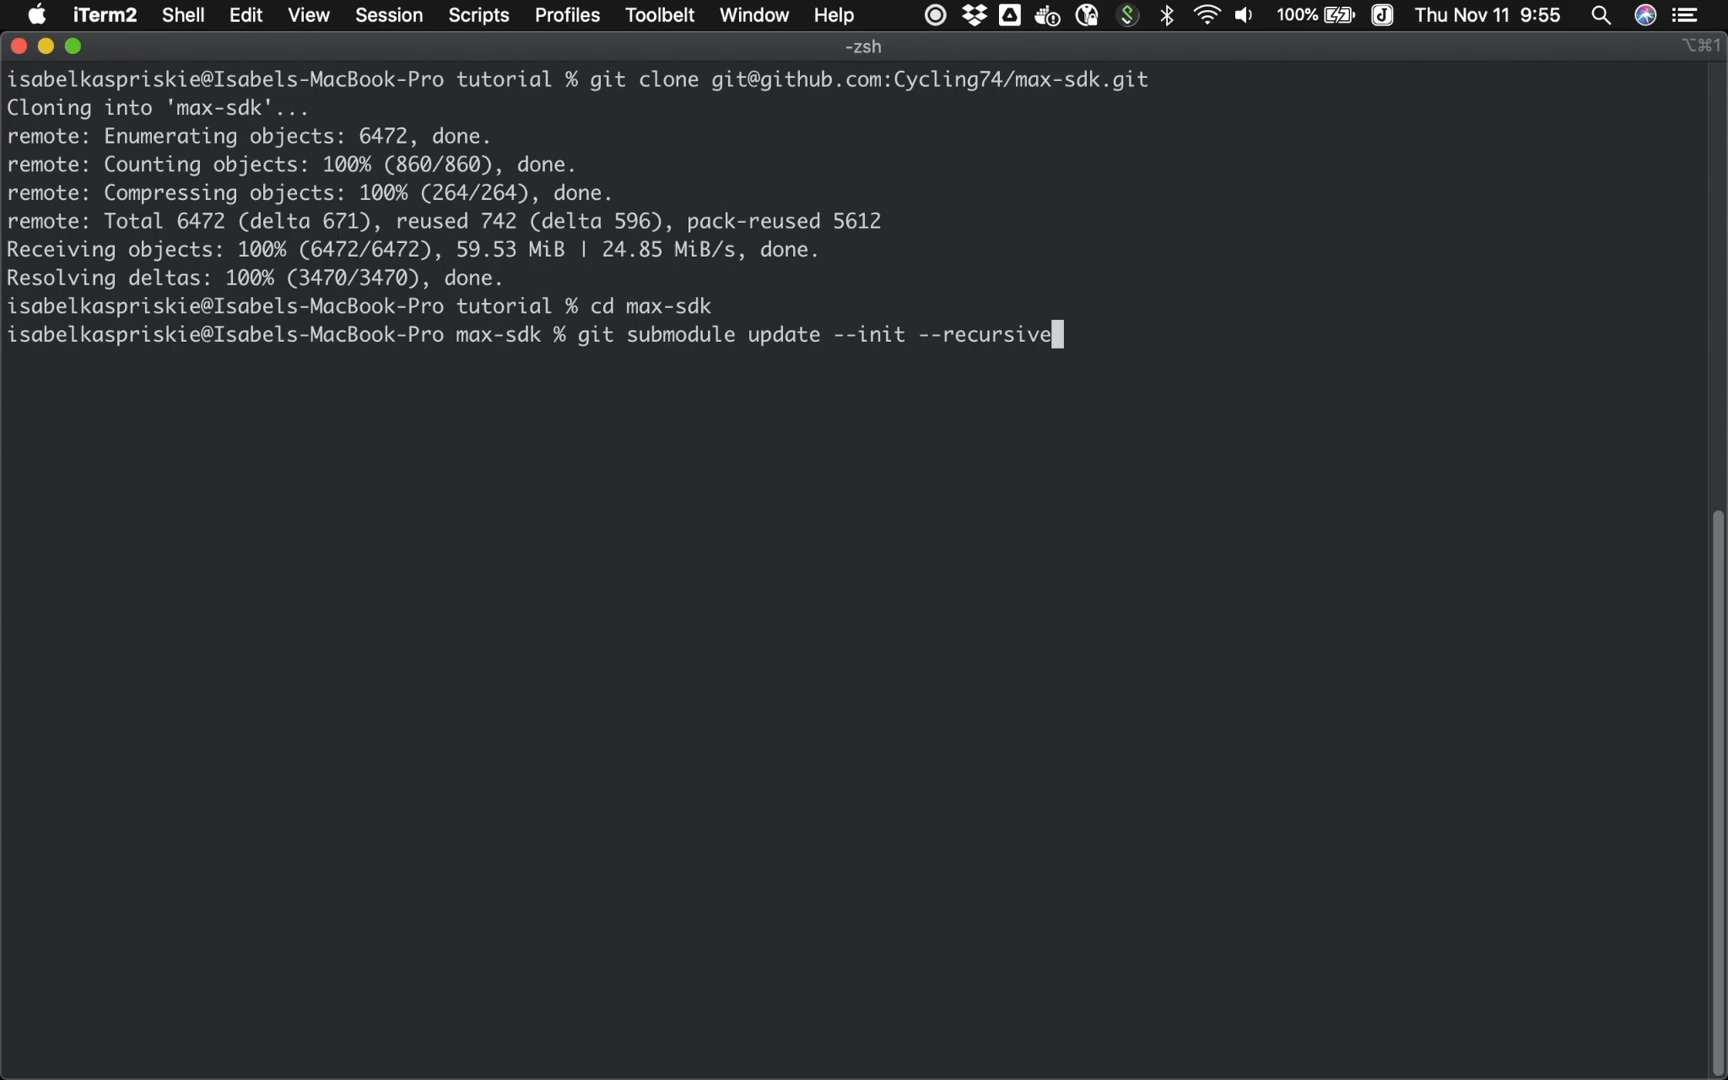 iTerm2 Shell Edit View Session Scripts Profiles Toolbelt Window Help 100% Thu Nov 11 9:55
-zsh ⌥⌘1
isabelkaspriskie@Isabels-MacBook-Pro tutorial % git clone git@github.com:Cycling74/max-sdk.git
Cloning into 'max-sdk'...
remote: Enumerating objects: 6472, done.
remote: Counting objects: 100% (860/860), done.
remote: Compressing objects: 100% (264/264), done.
remote: Total 6472 (delta 671), reused 742 (delta 596), pack-reused 5612
Receiving objects: 100% (6472/6472), 59.53 MiB | 24.85 MiB/s, done.
Resolving deltas: 100% (3470/3470), done.
isabelkaspriskie@Isabels-MacBook-Pro tutorial % cd max-sdk
isabelkaspriskie@Isabels-MacBook-Pro max-sdk % git submodule update --init --recursive